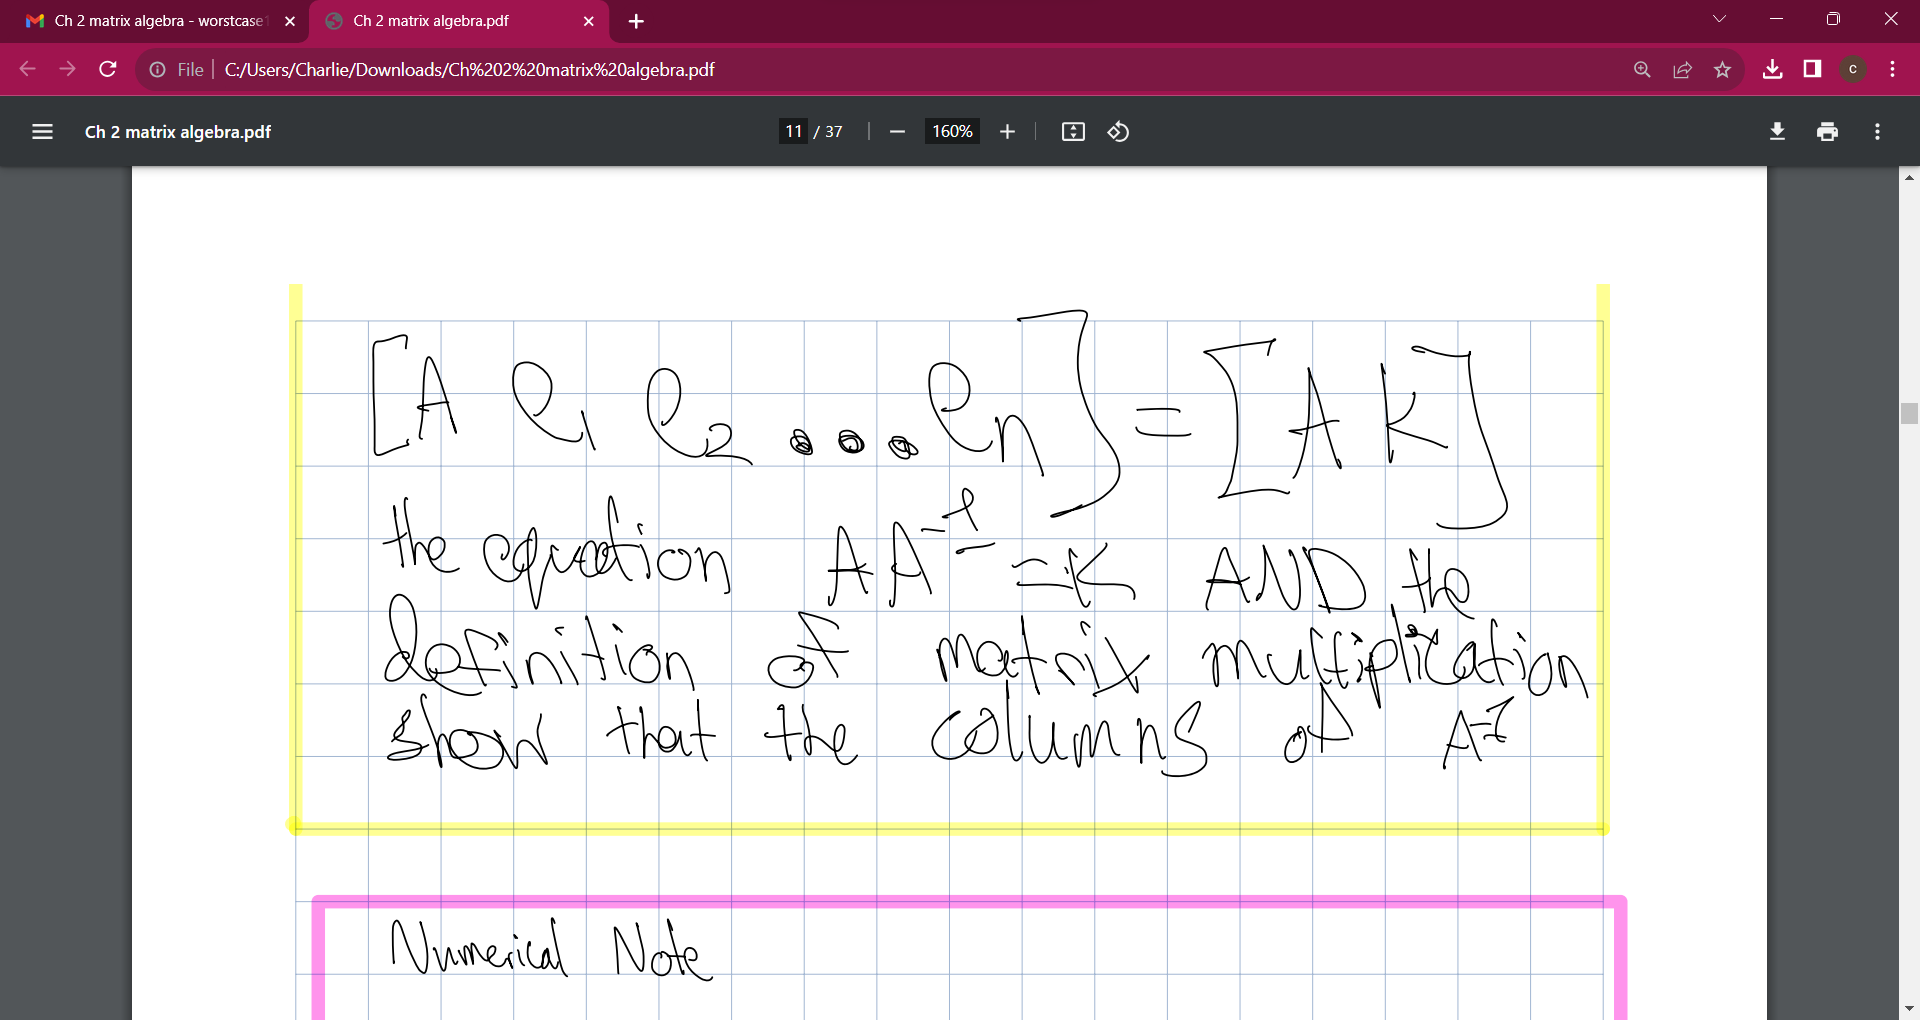 Ch 2 matrix algebra - worstcase1
Ch 2 matrix algebra.pdf
File
C:/Users/Charlie/Downloads/Ch%202%20matrix%20algebra.pdf
c
Ch 2 matrix algebra.pdf
11 / 37
160%
[A e1 e2 ... en] = [A K]
the equation AA^-1 = K AND the
definition of matrix multiplication
show that the columns of A^-1
Numerical Note